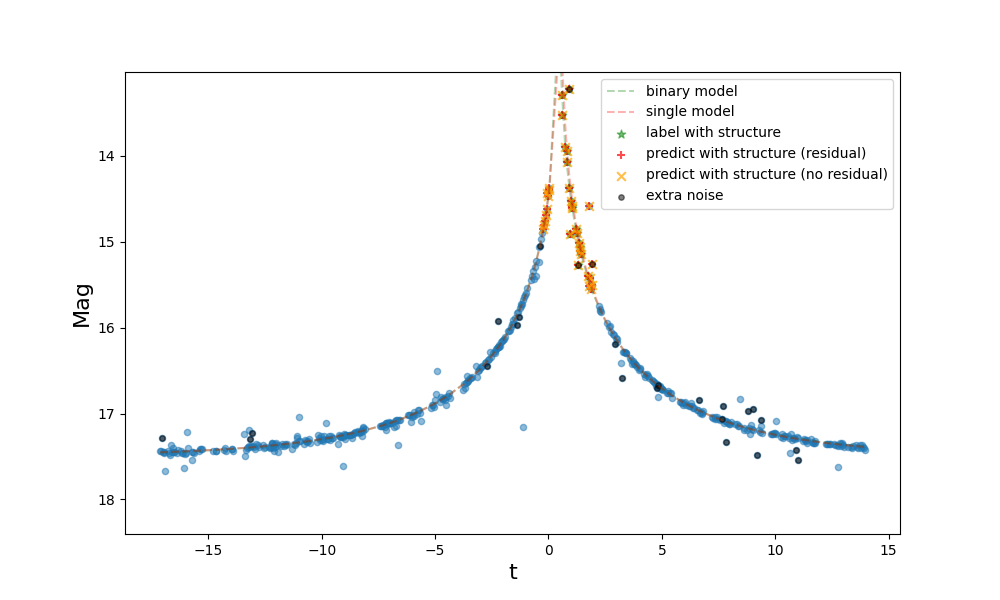 binary model
single model
label with structure
predict with structure (residual)
predict with structure (no residual)
extra noise
14
15
16
17
18
Mag
−15
−10
−5
0
5
10
15
t